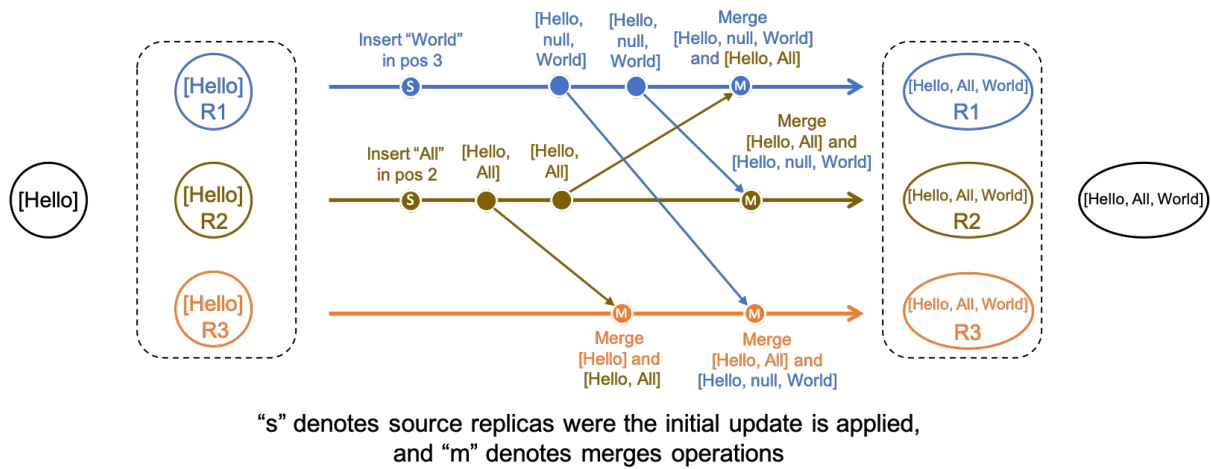 [Hello]
[Hello]
R1
[Hello]
R2
[Hello]
R3
Insert “World”
in pos 3
S
[Hello,
null,
World]
[Hello,
null,
World]
Merge
[Hello, null, World]
and [Hello, All]
M
Insert “All”
in pos 2
S
[Hello,
All]
[Hello,
All]
Merge
[Hello, All] and
[Hello, null, World]
M
M
Merge
[Hello] and
[Hello, All]
M
Merge
[Hello, All] and
[Hello, null, World]
[Hello, All, World]
R1
[Hello, All, World]
R2
[Hello, All, World]
R3
[Hello, All, World]
“s” denotes source replicas were the initial update is applied,
and “m” denotes merges operations